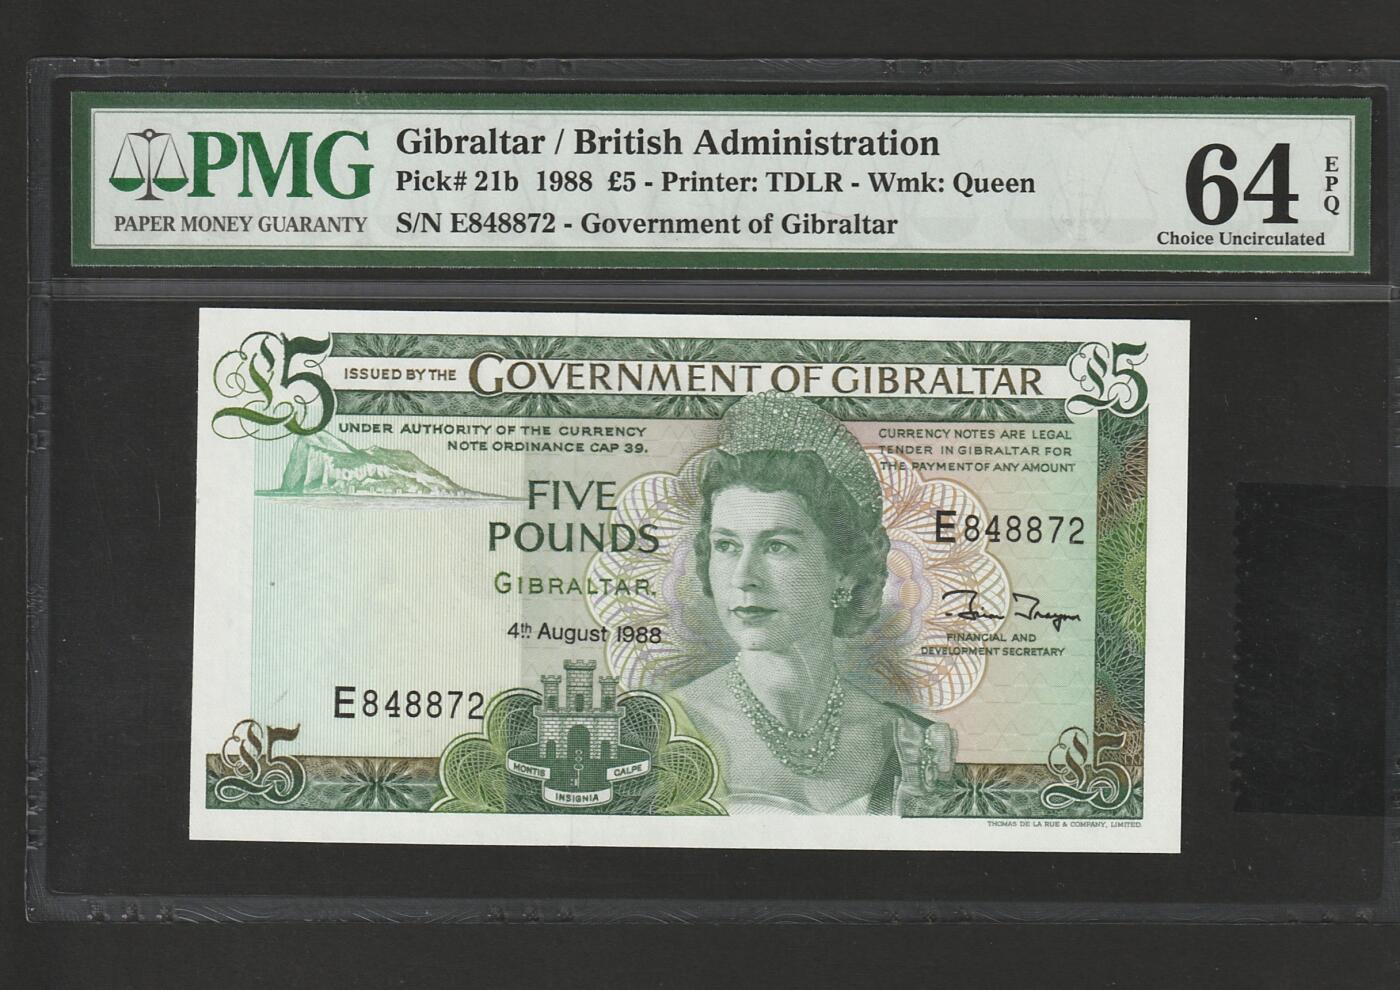 PMG
PAPER MONEY GUARANTY
Gibraltar / British Administration
Pick# 21b 1988 £5 - Printer: TDLR - Wmk: Queen
S/N E848872 - Government of Gibraltar
64 EPQ
Choice Uncirculated
£5
ISSUED BY THE GOVERNMENT OF GIBRALTAR
£5
UNDER AUTHORITY OF THE CURRENCY
NOTE ORDINANCE CAP 39.
CURRENCY NOTES ARE LEGAL
TENDER IN GIBRALTAR FOR
THE PAYMENT OF ANY AMOUNT
FIVE
POUNDS
GIBRALTAR,
4th August 1988
E848872
FINANCIAL AND
DEVELOPMENT SECRETARY
E848872
£5
MONTIS INSIGNIA CALPE
£5
THOMAS DE LA RUE & COMPANY, LIMITED.